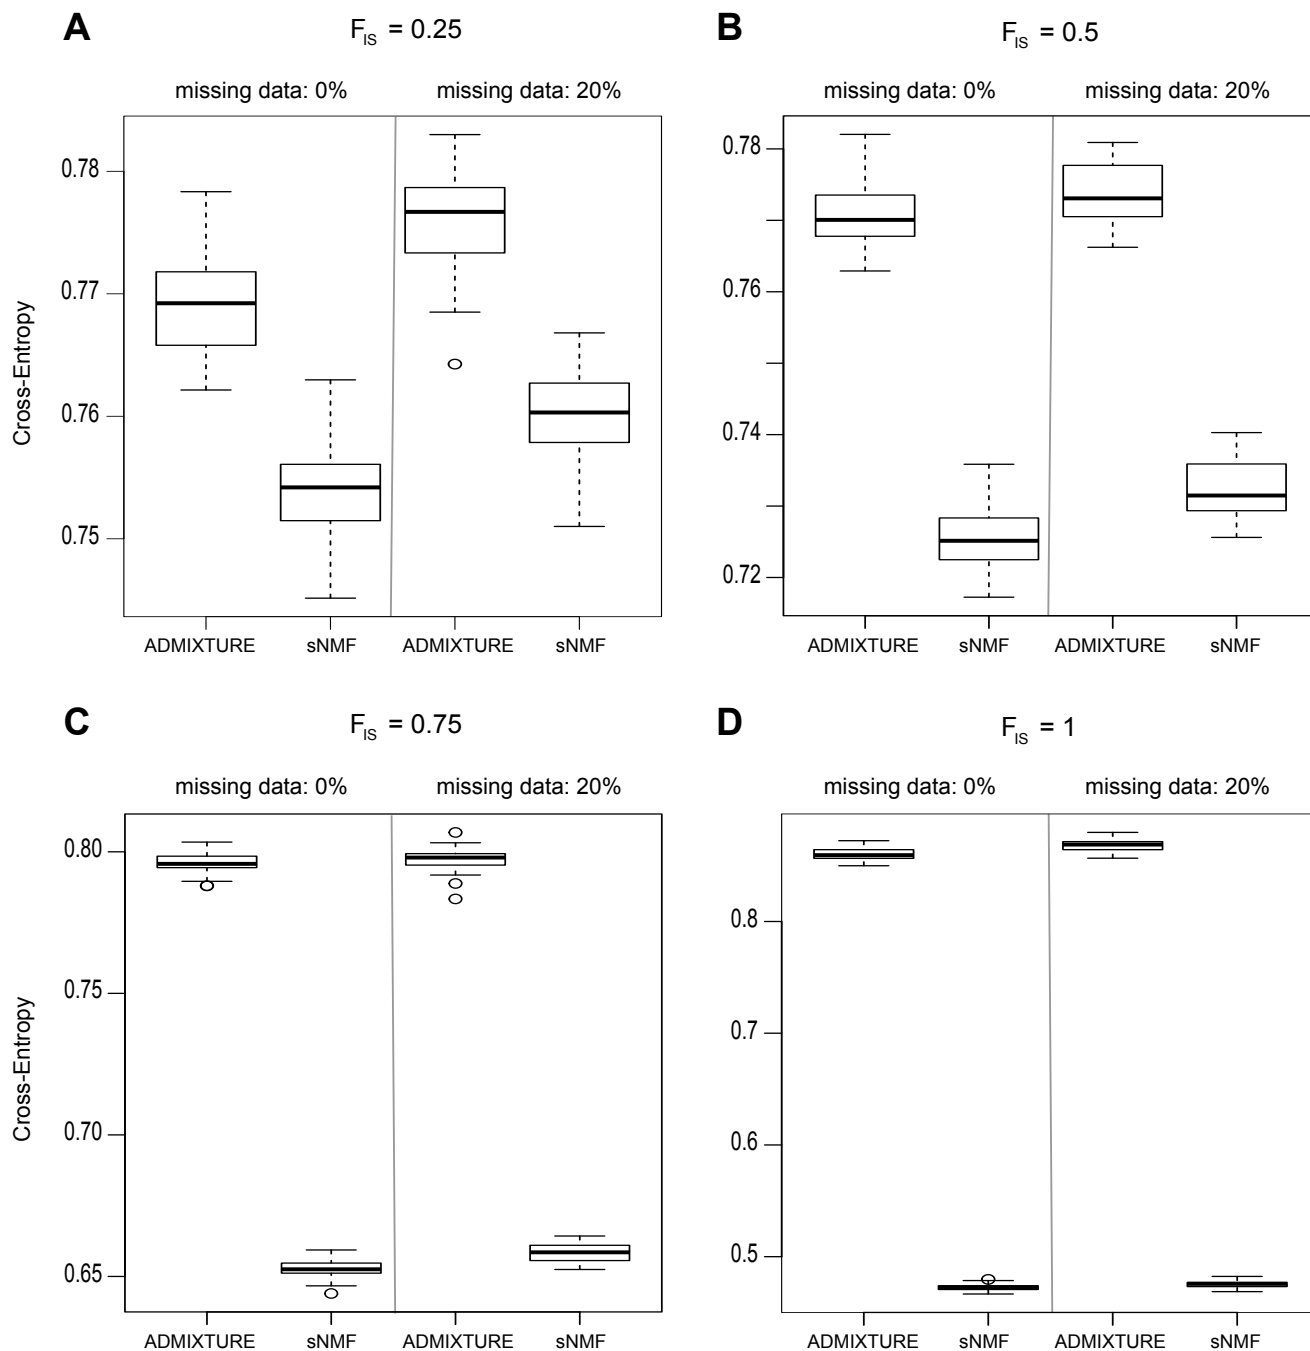 A
F_IS = 0.25
missing data: 0%
missing data: 20%
Cross-Entropy
0.78
0.77
0.76
0.75
ADMIXTURE
sNMF
ADMIXTURE
sNMF
B
F_IS = 0.5
missing data: 0%
missing data: 20%
0.78
0.76
0.74
0.72
ADMIXTURE
sNMF
ADMIXTURE
sNMF
C
F_IS = 0.75
missing data: 0%
missing data: 20%
Cross-Entropy
0.80
0.75
0.70
0.65
ADMIXTURE
sNMF
ADMIXTURE
sNMF
D
F_IS = 1
missing data: 0%
missing data: 20%
0.8
0.7
0.6
0.5
ADMIXTURE
sNMF
ADMIXTURE
sNMF